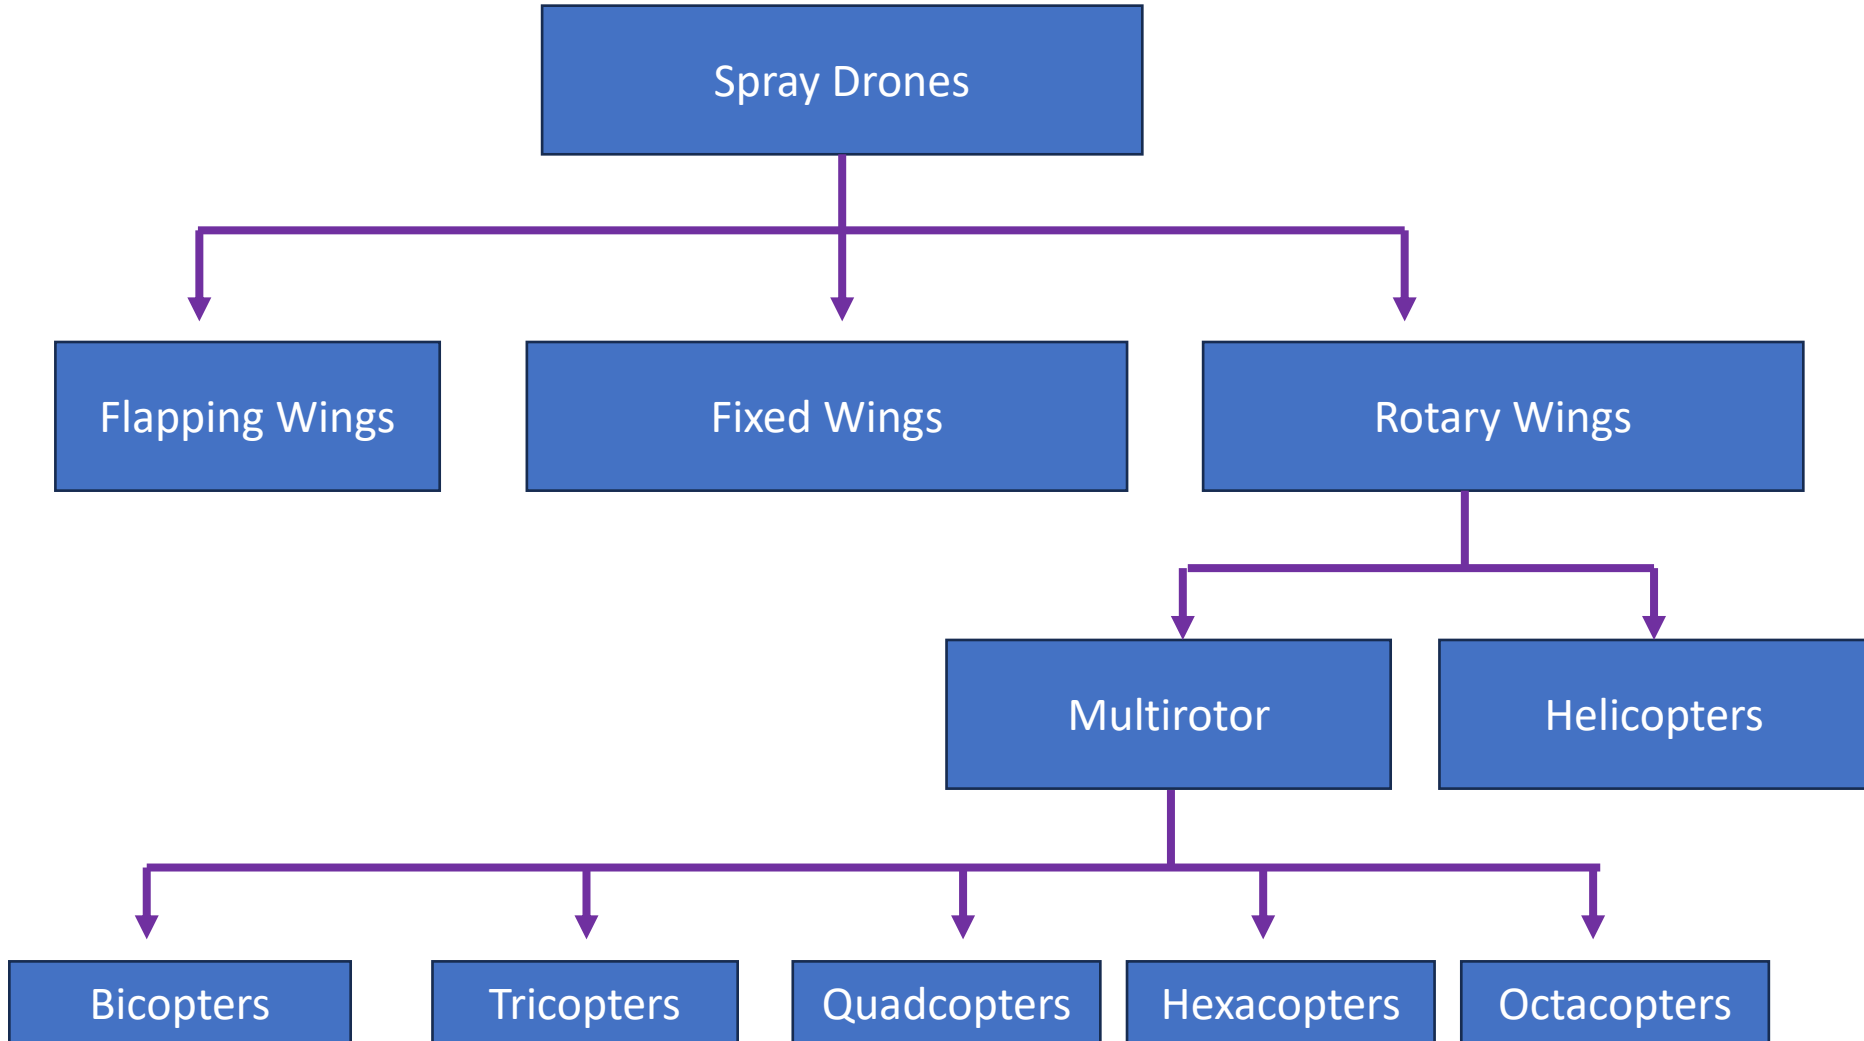 Spray Drones
Flapping Wings
Fixed Wings
Rotary Wings
Multirotor
Helicopters
Bicopters
Tricopters
Quadcopters
Hexacopters
Octacopters